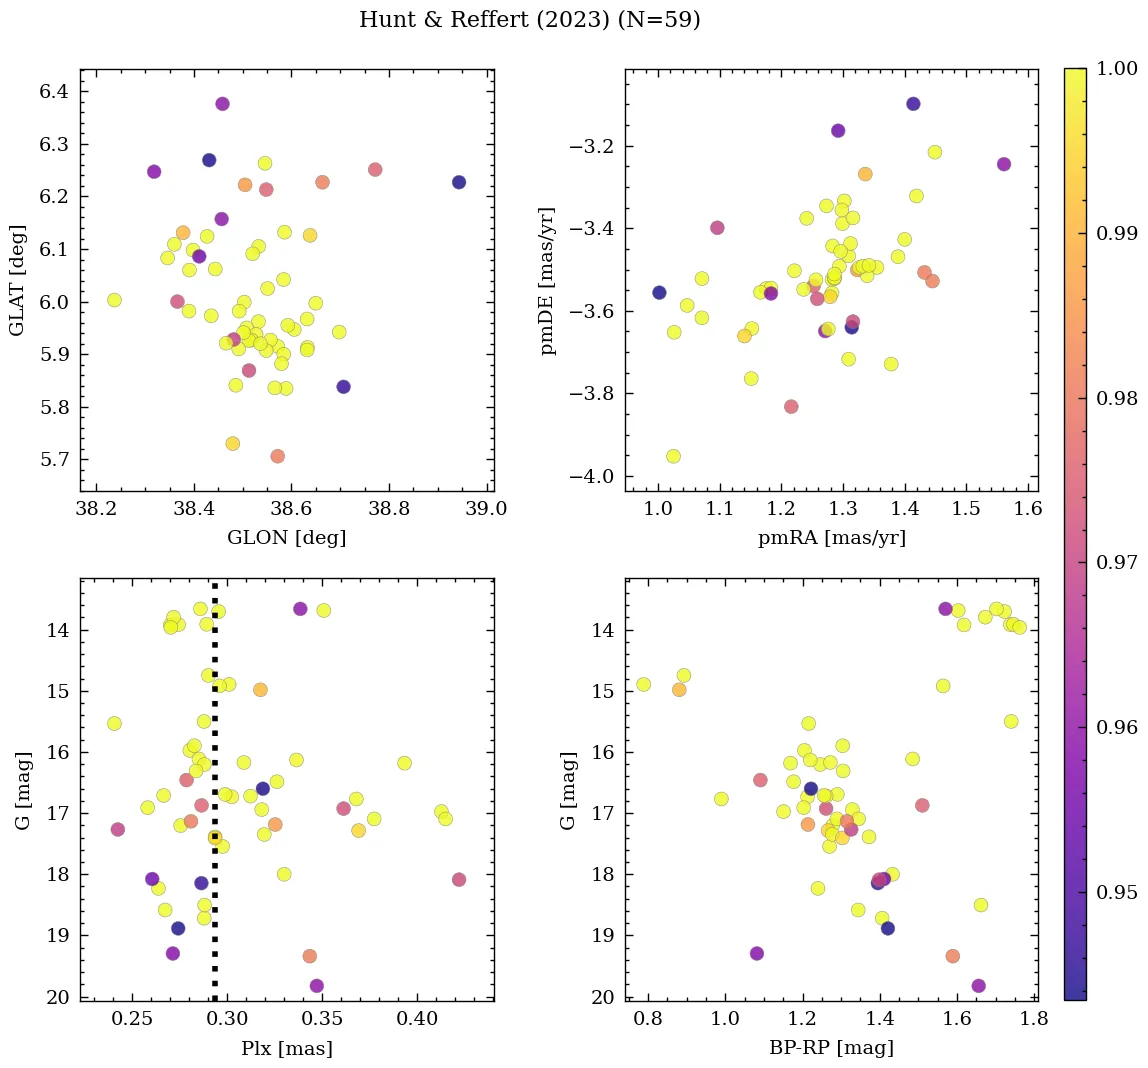 Hunt & Reffert (2023) (N=59)
6.4
6.3
6.2
6.1
6.0
5.9
5.8
5.7
GLAT [deg]
38.2 38.4 38.6 38.8 39.0
GLON [deg]
−3.2
−3.4
−3.6
−3.8
−4.0
pmDE [mas/yr]
1.0 1.1 1.2 1.3 1.4 1.5 1.6
pmRA [mas/yr]
14
15
16
17
18
19
20
G [mag]
0.25 0.30 0.35 0.40
Plx [mas]
14
15
16
17
18
19
20
G [mag]
0.8 1.0 1.2 1.4 1.6 1.8
BP-RP [mag]
1.00
0.99
0.98
0.97
0.96
0.95